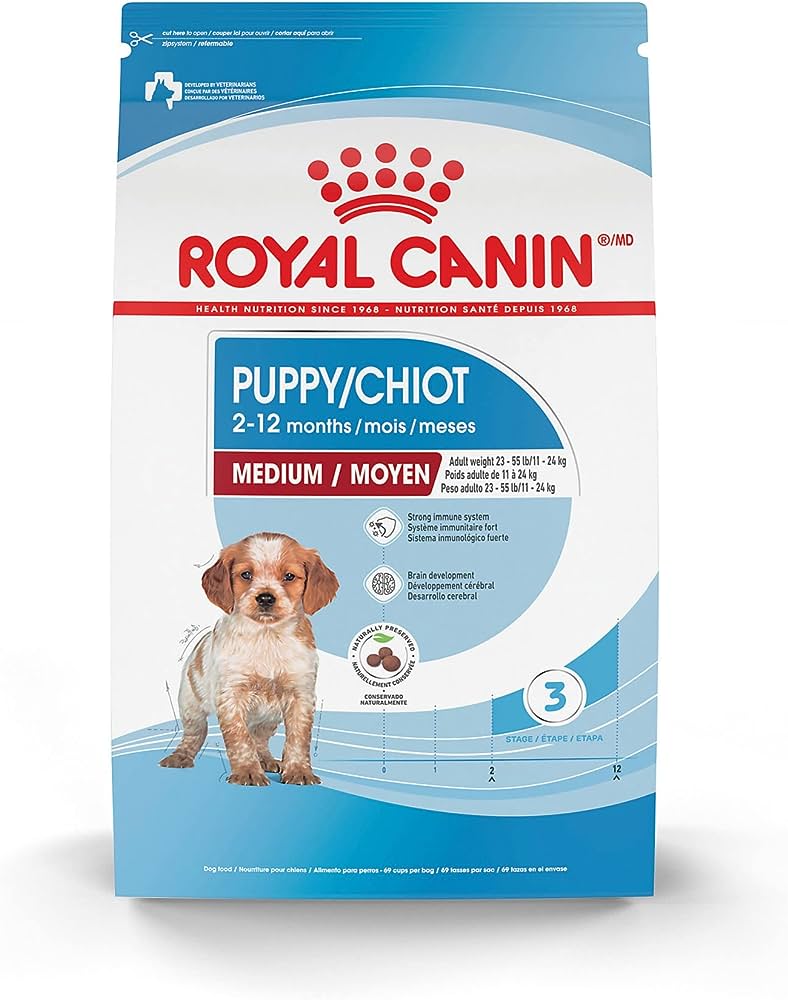 cut here to open / couper ici pour ouvrir / cortar aquí para abrir
zipsystem / refermable
DEVELOPED BY VETERINARIANS
CONÇUE PAR DES VÉTÉRINAIRES
DESARROLLADO POR VETERINARIOS
ROYAL CANIN®/MD
HEALTH NUTRITION SINCE 1968 - NUTRITION SANTÉ DEPUIS 1968
PUPPY/CHIOT
2-12 months / mois / meses
MEDIUM / MOYEN
Adult weight 23 - 55 lb/11 - 24 kg
Poids adulte de 11 à 24 kg
Peso adulto 23 - 55 lb/11 - 24 kg
Strong immune system
Système immunitaire fort
Sistema inmunológico fuerte
Brain development
Développement cérébral
Desarrollo cerebral
NATURALLY PRESERVED
NATURELLEMENT CONSERVÉE
CONSERVADO
NATURALMENTE
3
STAGE / ÉTAPE / ETAPA
0 1 2 12
Dog food / Nourriture pour chiens / Alimento para perros - 69 cups per bag / 69 tasses par sac / 69 tazas en el envase